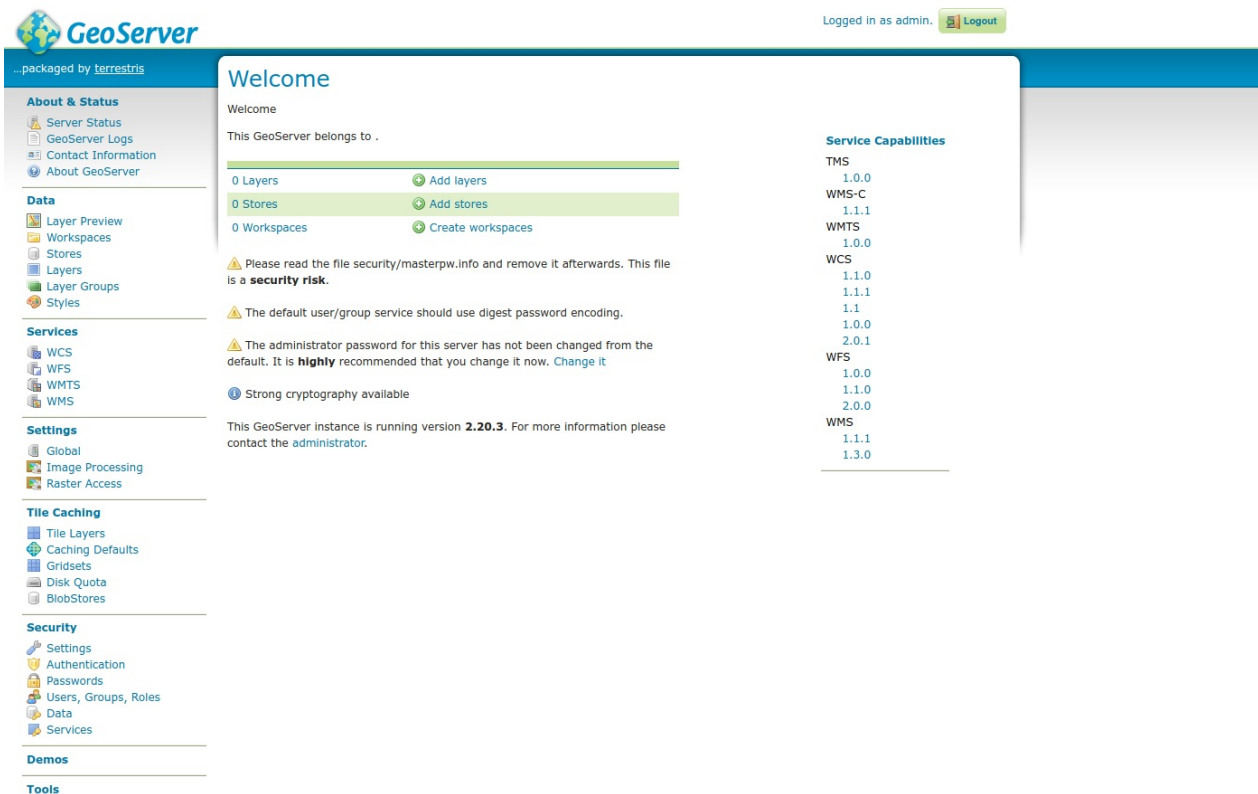 GeoServer
Logged in as admin.
Logout
...packaged by terrestris
About & Status
Server Status
GeoServer Logs
Contact Information
About GeoServer
Data
Layer Preview
Workspaces
Stores
Layers
Layer Groups
Styles
Services
WCS
WFS
WMTS
WMS
Settings
Global
Image Processing
Raster Access
Tile Caching
Tile Layers
Caching Defaults
Gridsets
Disk Quota
BlobStores
Security
Settings
Authentication
Passwords
Users, Groups, Roles
Data
Services
Demos
Tools
Welcome
Welcome
This GeoServer belongs to .
0 Layers Add layers
0 Stores Add stores
0 Workspaces Create workspaces
Please read the file security/masterpw.info and remove it afterwards. This file
is a security risk.
The default user/group service should use digest password encoding.
The administrator password for this server has not been changed from the
default. It is highly recommended that you change it now. Change it
Strong cryptography available
This GeoServer instance is running version 2.20.3. For more information please
contact the administrator.
Service Capabilities
TMS
1.0.0
WMS-C
1.1.1
WMTS
1.0.0
WCS
1.1.0
1.1.1
1.1
1.0.0
2.0.1
WFS
1.0.0
1.1.0
2.0.0
WMS
1.1.1
1.3.0